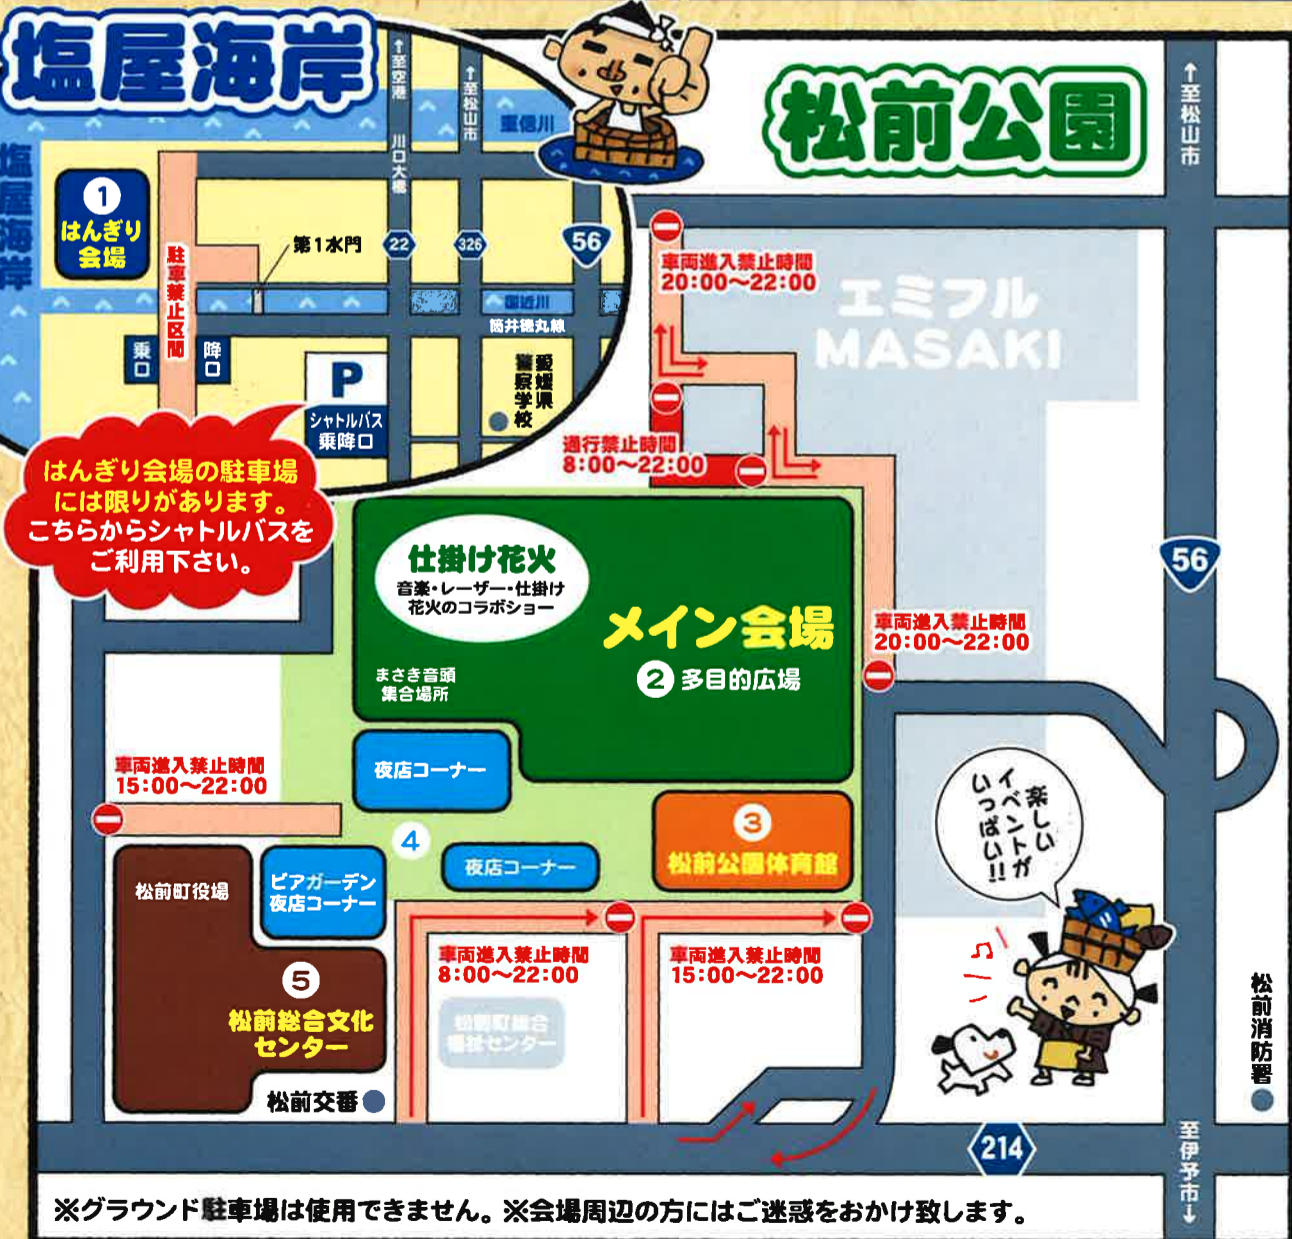 塩屋海岸
↑至空港
川口大橋
↑至松山市
重信川
塩屋海岸
①
はんぎり
会場
駐車禁止区間
第1水門
22
326
56
国近川
筒井徳丸線
乗口
降口
P
シャトルバス
乗降口
愛媛県
警察学校
はんぎり会場の駐車場
には限りがあります。
こちらからシャトルバスを
ご利用下さい。
松前公園
↑至松山市
車両進入禁止時間
20:00〜22:00
エミフル
MASAKI
通行禁止時間
8:00〜22:00
56
仕掛け花火
音楽・レーザー・仕掛け
花火のコラボショー
メイン会場
② 多目的広場
まさき音頭
集合場所
車両進入禁止時間
20:00〜22:00
夜店コーナー
車両進入禁止時間
15:00〜22:00
④
夜店コーナー
③
松前公園体育館
楽しい
イベントが
いっぱい!!
松前町役場
ビアガーデン
夜店コーナー
⑤
松前総合文化
センター
車両進入禁止時間
8:00〜22:00
車両進入禁止時間
15:00〜22:00
松前町総合
福祉センター
松前交番
松前消防署
214
至伊予市↓
※グラウンド駐車場は使用できません。※会場周辺の方にはご迷惑をおかけ致します。